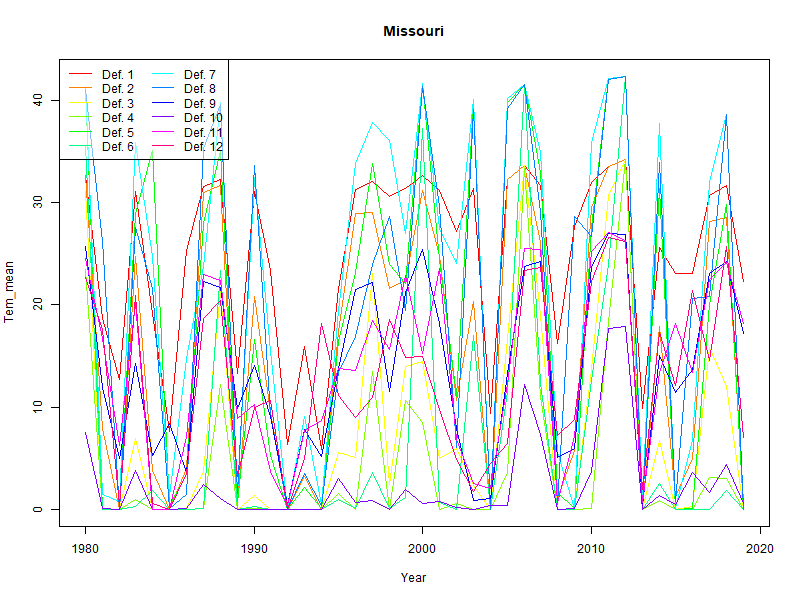 Missouri
Def. 1 Def. 7
Def. 2 Def. 8
Def. 3 Def. 9
Def. 4 Def. 10
Def. 5 Def. 11
Def. 6 Def. 12
40
30
20
10
0
Tem_mean
1980 1990 2000 2010 2020
Year